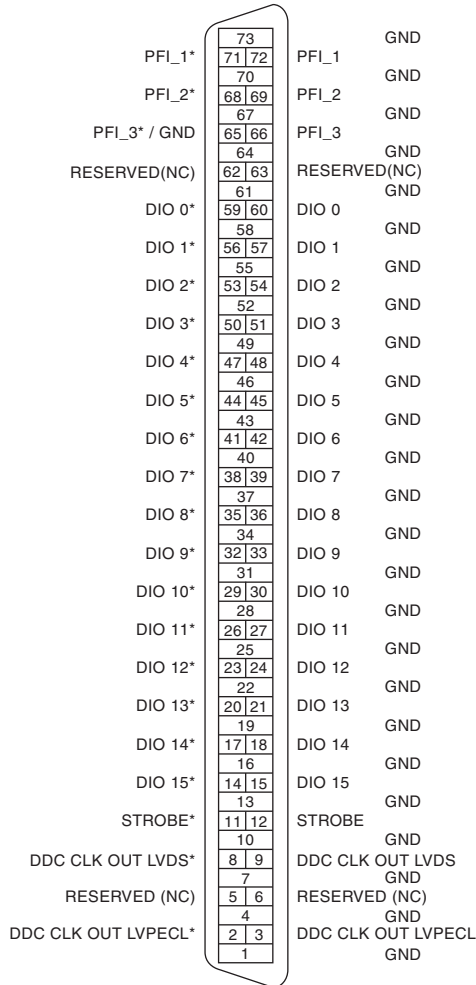 73 GND
PFI_1* 71 72 PFI_1
70 GND
PFI_2* 68 69 PFI_2
67 GND
PFI_3* / GND 65 66 PFI_3
64 GND
RESERVED(NC) 62 63 RESERVED(NC)
61 GND
DIO 0* 59 60 DIO 0
58 GND
DIO 1* 56 57 DIO 1
55 GND
DIO 2* 53 54 DIO 2
52 GND
DIO 3* 50 51 DIO 3
49 GND
DIO 4* 47 48 DIO 4
46 GND
DIO 5* 44 45 DIO 5
43 GND
DIO 6* 41 42 DIO 6
40 GND
DIO 7* 38 39 DIO 7
37 GND
DIO 8* 35 36 DIO 8
34 GND
DIO 9* 32 33 DIO 9
31 GND
DIO 10* 29 30 DIO 10
28 GND
DIO 11* 26 27 DIO 11
25 GND
DIO 12* 23 24 DIO 12
22 GND
DIO 13* 20 21 DIO 13
19 GND
DIO 14* 17 18 DIO 14
16 GND
DIO 15* 14 15 DIO 15
13 GND
STROBE* 11 12 STROBE
10 GND
DDC CLK OUT LVDS* 8 9 DDC CLK OUT LVDS
7 GND
RESERVED (NC) 5 6 RESERVED (NC)
4 GND
DDC CLK OUT LVPECL* 2 3 DDC CLK OUT LVPECL
1 GND